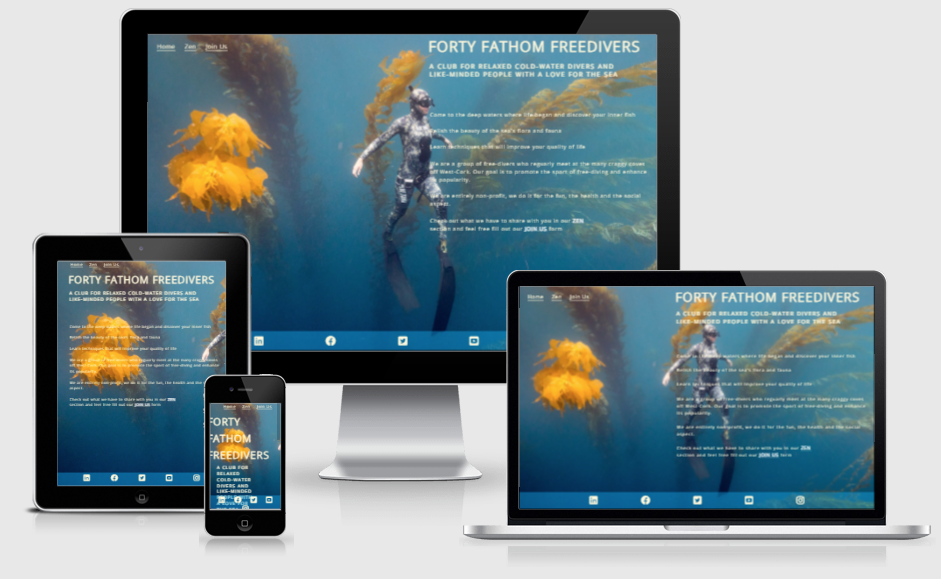 Home Zen Join Us
FORTY FATHOM FREEDIVERS
A CLUB FOR RELAXED COLD-WATER DIVERS AND
LIKE-MINDED PEOPLE WITH A LOVE FOR THE SEA
Come to the deep waters where life began and discover your inner fish
Relish the beauty of the sea's flora and fauna
Learn techniques that will improve your quality of life
We are a group of free-divers who reguarly meet at the many craggy coves
off West-Cork. Our goal is to promote the sport of free-diving and enhance
its popularity.
We are entirely non-profit, we do it for the fun, the health and the social
aspect.
Check out what we have to share with you in our ZEN
section and feel free fill out our JOIN US form
Home Zen Join Us
FORTY FATHOM FREEDIVERS
A CLUB FOR RELAXED COLD-WATER DIVERS AND
LIKE-MINDED PEOPLE WITH A LOVE FOR THE SEA
Come to the deep waters where life began and discover your inner fish
Relish the beauty of the sea's flora and fauna
Learn techniques that will improve your quality of life
We are a group of free-divers who reguarly meet at the many craggy coves
off West-Cork. Our goal is to promote the sport of free-diving and enhance
its popularity.
We are entirely non-profit, we do it for the fun, the health and the social
aspect.
Check out what we have to share with you in our ZEN
section and feel free fill out our JOIN US form
Home Zen Join Us
FORTY
FATHOM
FREEDIVERS
A CLUB FOR
RELAXED
COLD-WATER
DIVERS AND
LIKE-MINDED
Home Zen Join Us
FORTY FATHOM FREEDIVERS
A CLUB FOR RELAXED COLD-WATER DIVERS AND
LIKE-MINDED PEOPLE WITH A LOVE FOR THE SEA
Come to the deep waters where life began and discover your inner fish
Relish the beauty of the sea's flora and fauna
Learn techniques that will improve your quality of life
We are a group of free-divers who reguarly meet at the many craggy coves
off West-Cork. Our goal is to promote the sport of free-diving and enhance
its popularity.
We are entirely non-profit, we do it for the fun, the health and the social
aspect.
Check out what we have to share with you in our ZEN
section and feel free fill out our JOIN US form